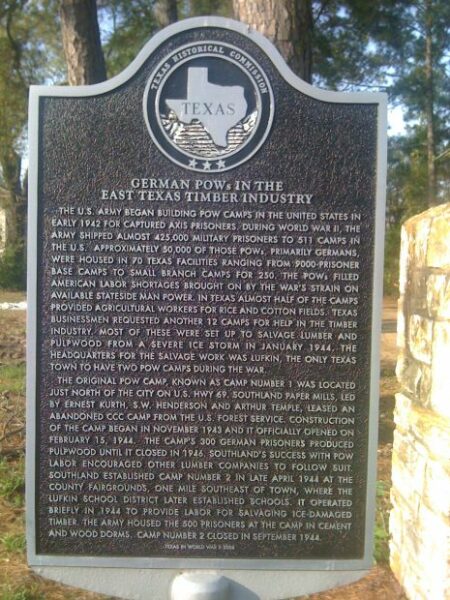 TEXAS HISTORICAL COMMISSION
TEXAS
GERMAN POWs IN THE
EAST TEXAS TIMBER INDUSTRY
THE U.S. ARMY BEGAN BUILDING POW CAMPS IN THE UNITED STATES IN
EARLY 1942 FOR CAPTURED AXIS PRISONERS. DURING WORLD WAR II, THE
ARMY SHIPPED ALMOST 425,000 MILITARY PRISONERS TO 511 CAMPS IN
THE U.S. APPROXIMATELY 50,000 OF THOSE POWs, PRIMARILY GERMANS,
WERE HOUSED IN 70 TEXAS FACILITIES RANGING FROM 9000-PRISONER
BASE CAMPS TO SMALL BRANCH CAMPS FOR 250. THE POWs FILLED
AMERICAN LABOR SHORTAGES BROUGHT ON BY THE WAR'S STRAIN ON
AVAILABLE STATESIDE MAN POWER. IN TEXAS ALMOST HALF OF THE CAMPS
PROVIDED AGRICULTURAL WORKERS FOR RICE AND COTTON FIELDS. TEXAS
BUSINESSMEN REQUESTED ANOTHER 12 CAMPS FOR HELP IN THE TIMBER
INDUSTRY. MOST OF THESE WERE SET UP TO SALVAGE LUMBER AND
PULPWOOD FROM A SEVERE ICE STORM IN JANUARY 1944. THE
HEADQUARTERS FOR THE SALVAGE WORK WAS LUFKIN, THE ONLY TEXAS
TOWN TO HAVE TWO POW CAMPS DURING THE WAR.
THE ORIGINAL POW CAMP, KNOWN AS CAMP NUMBER 1 WAS LOCATED
JUST NORTH OF THE CITY ON U.S. HWY 69. SOUTHLAND PAPER MILLS, LED
BY ERNEST KURTH, S.W. HENDERSON AND ARTHUR TEMPLE, LEASED AN
ABANDONED CCC CAMP FROM THE U.S. FOREST SERVICE. CONSTRUCTION
OF THE CAMP BEGAN IN NOVEMBER 1943 AND IT OFFICIALLY OPENED ON
FEBRUARY 15, 1944. THE CAMP'S 300 GERMAN PRISONERS PRODUCED
PULPWOOD UNTIL IT CLOSED IN 1946. SOUTHLAND'S SUCCESS WITH POW
LABOR ENCOURAGED OTHER LUMBER COMPANIES TO FOLLOW SUIT.
SOUTHLAND ESTABLISHED CAMP NUMBER 2 IN LATE APRIL 1944 AT THE
COUNTY FAIRGROUNDS, ONE MILE SOUTHEAST OF TOWN, WHERE THE
LUFKIN SCHOOL DISTRICT LATER ESTABLISHED SCHOOLS. IT OPERATED
BRIEFLY IN 1944 TO PROVIDE LABOR FOR SALVAGING ICE-DAMAGED
TIMBER. THE ARMY HOUSED THE 500 PRISONERS AT THE CAMP IN CEMENT
AND WOOD DORMS. CAMP NUMBER 2 CLOSED IN SEPTEMBER 1944.
TEXAS IN WORLD WAR II